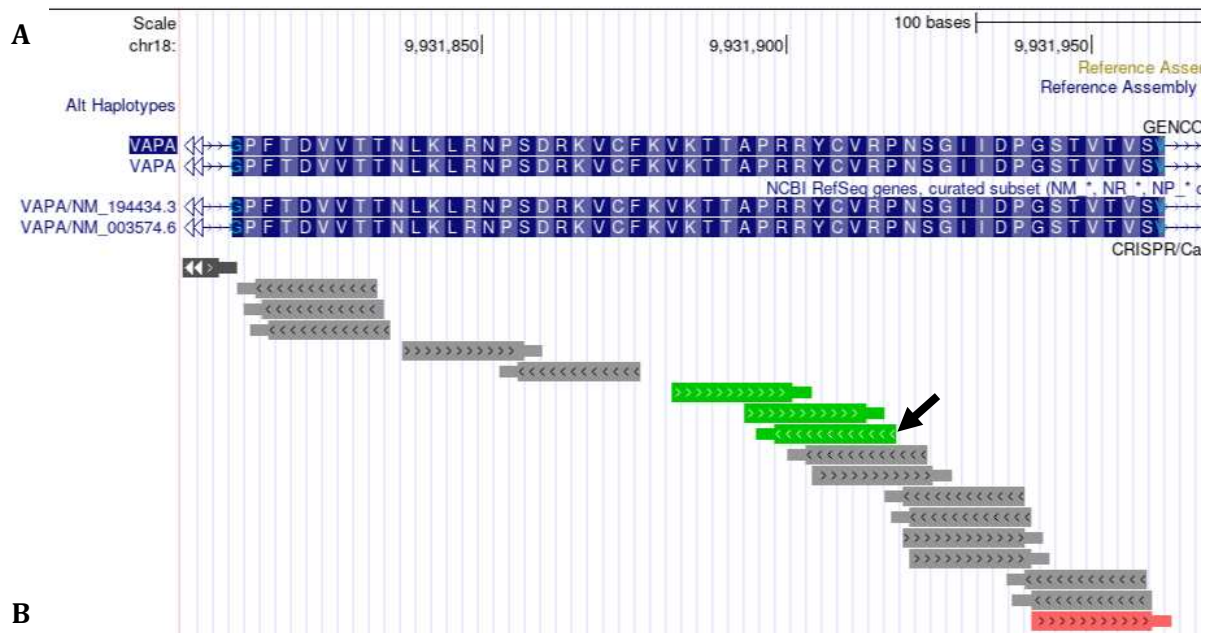 A
Scale 100 bases
chr18: 9,931,850| 9,931,900| 9,931,950|
Reference Asse
Reference Assembly
Alt Haplotypes
GENCO
VAPA G P F T D V V T T N L K L R N P S D R K V C F K V K T T A P R R Y C V R P N S G I I D P G S T V T V S V
VAPA G P F T D V V T T N L K L R N P S D R K V C F K V K T T A P R R Y C V R P N S G I I D P G S T V T V S V
NCBI RefSeq genes, curated subset (NM_*, NR_*, NP_*
VAPA/NM_194434.3 G P F T D V V T T N L K L R N P S D R K V C F K V K T T A P R R Y C V R P N S G I I D P G S T V T V S V
VAPA/NM_003574.6 G P F T D V V T T N L K L R N P S D R K V C F K V K T T A P R R Y C V R P N S G I I D P G S T V T V S V
CRISPR/Ca
B